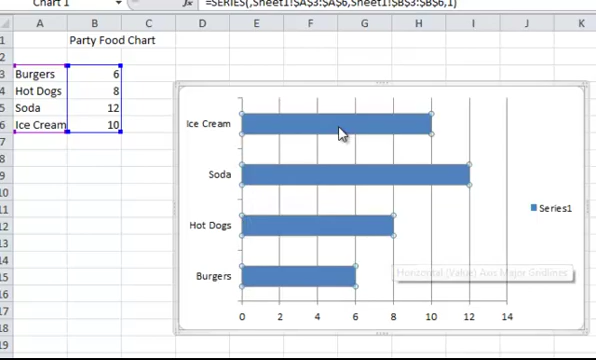 Chart 1
fx
=SERIES(,Sheet1!$A$3:$A$6,Sheet1!$B$3:$B$6,1)
A B C D E F G H I J K
1 Party Food Chart
2
3 Burgers 6
4 Hot Dogs 8
5 Soda 12
6 Ice Cream 10
7
8
9
10
11
12
13
14
15
16
17
18
19
Ice Cream
Soda
Hot Dogs
Burgers
0 2 4 6 8 10 12 14
Series1
Horizontal (Value) Axis Major Gridlines